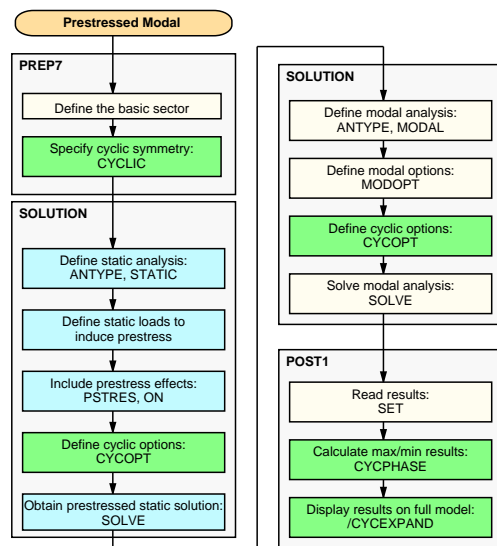 Prestressed Modal
PREP7
Define the basic sector
Specify cyclic symmetry:
CYCLIC
SOLUTION
Define static analysis:
ANTYPE, STATIC
Define static loads to
induce prestress
Include prestress effects:
PSTRES, ON
Define cyclic options:
CYCOPT
Obtain prestressed static solution:
SOLVE
SOLUTION
Define modal analysis:
ANTYPE, MODAL
Define modal options:
MODOPT
Define cyclic options:
CYCOPT
Solve modal analysis:
SOLVE
POST1
Read results:
SET
Calculate max/min results:
CYCPHASE
Display results on full model:
/CYCEXPAND